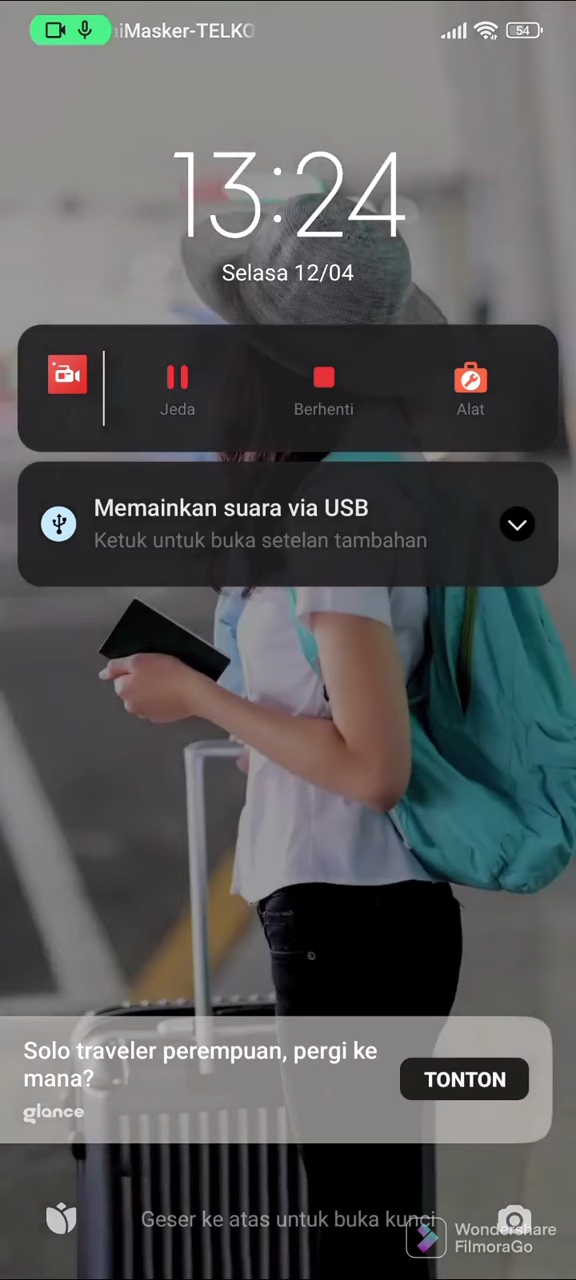 aiMasker-TELKO
54
13:24
Selasa 12/04
Jeda
Berhenti
Alat
Memainkan suara via USB
Ketuk untuk buka setelan tambahan
Solo traveler perempuan, pergi ke
mana?
TONTON
glance
Geser ke atas untuk buka kunci
Wondershare
FilmoraGo